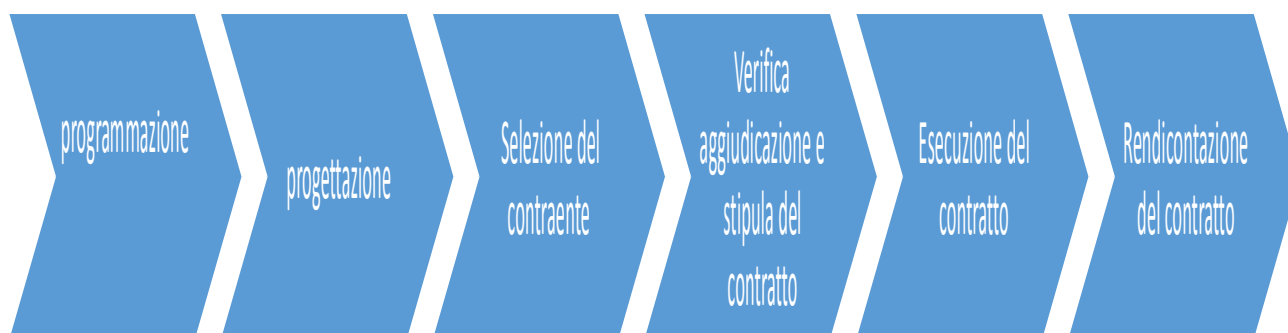 programmazione
progettazione
Selezione del
contraente
Verifica
aggiudicazione e
stipula del
contratto
Esecuzione del
contratto
Rendicontazione
del contratto